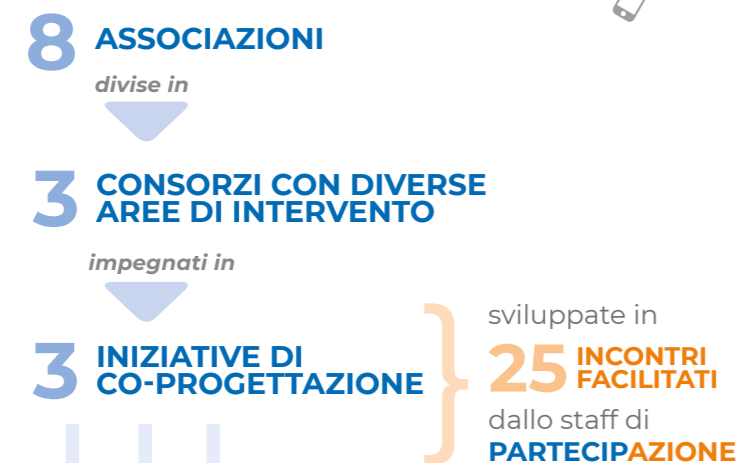 8 ASSOCIAZIONI
divise in
3 CONSORZI CON DIVERSE
AREE DI INTERVENTO
impegnati in
3 INIZIATIVE DI
CO-PROGETTAZIONE
sviluppate in
25 INCONTRI
FACILITATI
dallo staff di
PARTECIPAZIONE